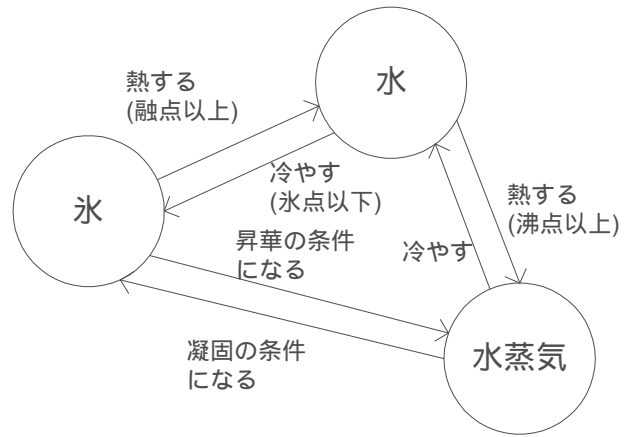 水
熱する
(融点以上)
冷やす
(氷点以下)
氷
熱する
(沸点以上)
昇華の条件
になる
冷やす
凝固の条件
になる
水蒸気